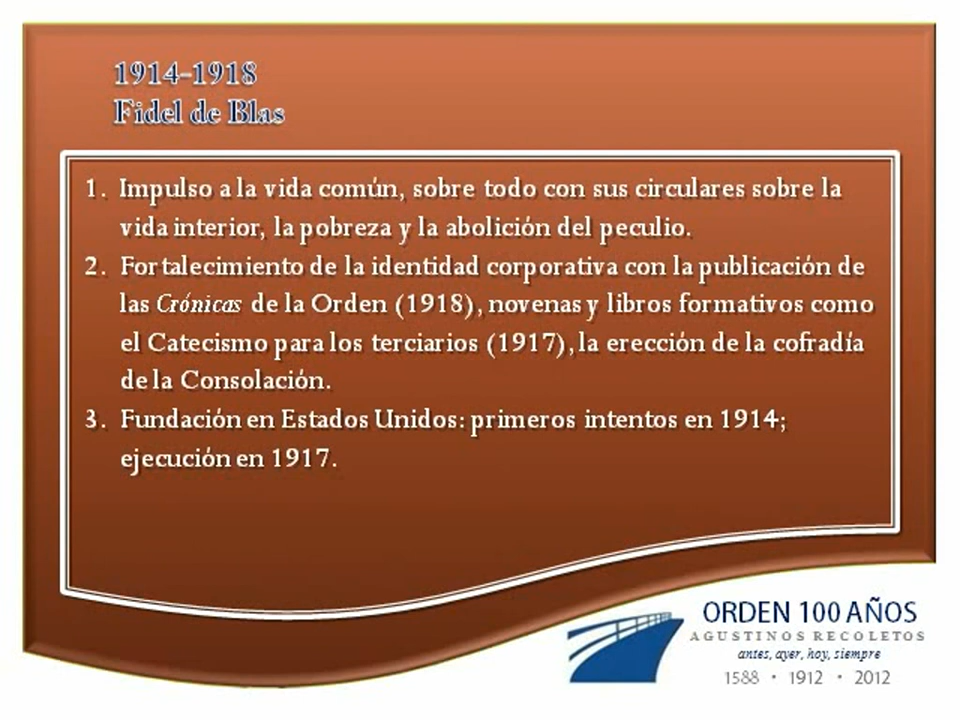 1914-1918
Fidel de Blas
1. Impulso a la vida común, sobre todo con sus circulares sobre la
vida interior, la pobreza y la abolición del peculio.
2. Fortalecimiento de la identidad corporativa con la publicación de
las Crónicas de la Orden (1918), novenas y libros formativos como
el Catecismo para los terciarios (1917), la erección de la cofradía
de la Consolación.
3. Fundación en Estados Unidos: primeros intentos en 1914;
ejecución en 1917.
ORDEN 100 AÑOS
AGUSTINOS RECOLETOS
antes, ayer, hoy, siempre
1588 • 1912 • 2012